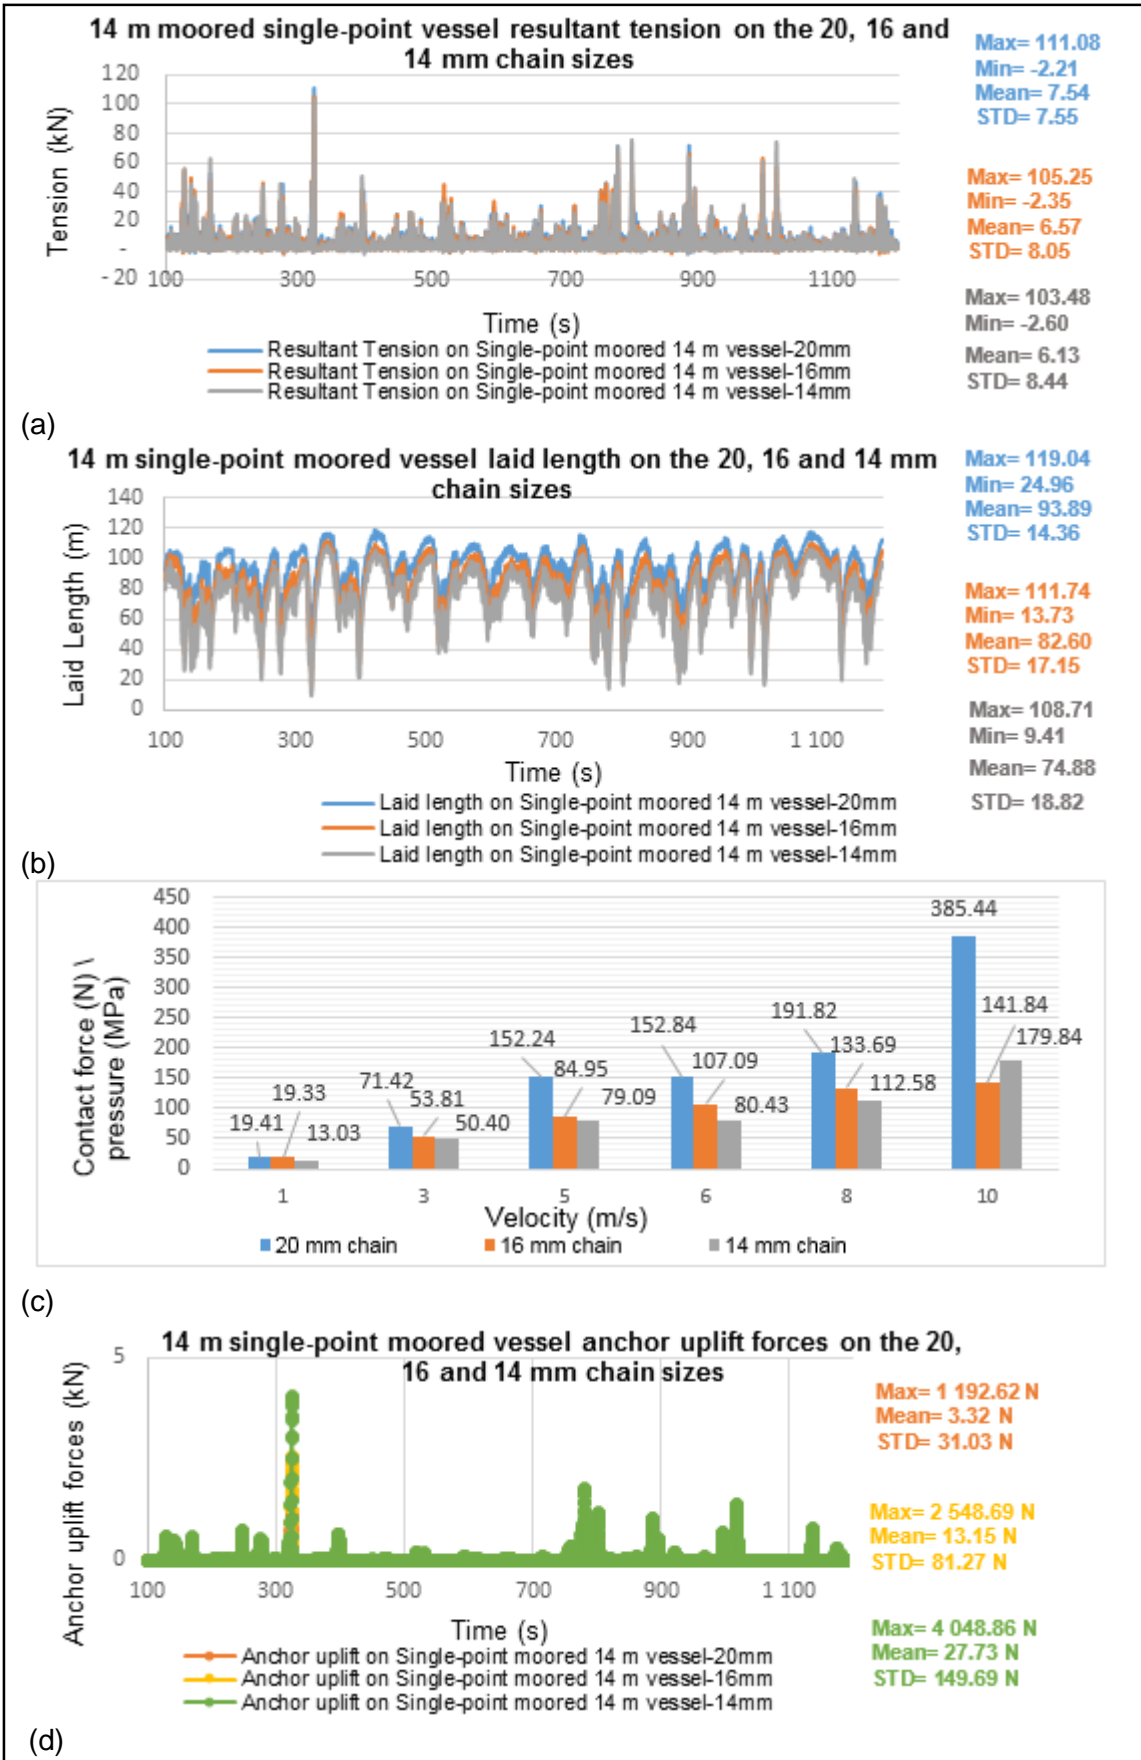 14 m moored single-point vessel resultant tension on the 20, 16 and
14 mm chain sizes
Max= 111.08
Min= -2.21
Mean= 7.54
STD= 7.55
Max= 105.25
Min= -2.35
Mean= 6.57
STD= 8.05
Max= 103.48
Min= -2.60
Mean= 6.13
STD= 8.44
Tension (kN)
120
100
80
60
40
20
-
- 20
100 300 500 700 900 1100
Time (s)
Resultant Tension on Single-point moored 14 m vessel-20mm
Resultant Tension on Single-point moored 14 m vessel-16mm
Resultant Tension on Single-point moored 14 m vessel-14mm
(a)
14 m single-point moored vessel laid length on the 20, 16 and 14 mm
chain sizes
Max= 119.04
Min= 24.96
Mean= 93.89
STD= 14.36
Max= 111.74
Min= 13.73
Mean= 82.60
STD= 17.15
Max= 108.71
Min= 9.41
Mean= 74.88
STD= 18.82
Laid Length (m)
140
120
100
80
60
40
20
0
100 300 500 700 900 1 100
Time (s)
Laid length on Single-point moored 14 m vessel-20mm
Laid length on Single-point moored 14 m vessel-16mm
Laid length on Single-point moored 14 m vessel-14mm
(b)
Contact force (N) \
pressure (MPa)
450
400
350
300
250
200
150
100
50
0
19.41
19.33
13.03
71.42
53.81
50.40
152.24
84.95
79.09
152.84
107.09
80.43
191.82
133.69
112.58
385.44
141.84
179.84
1 3 5 6 8 10
Velocity (m/s)
20 mm chain 16 mm chain 14 mm chain
(c)
14 m single-point moored vessel anchor uplift forces on the 20,
16 and 14 mm chain sizes
Max= 1 192.62 N
Mean= 3.32 N
STD= 31.03 N
Max= 2 548.69 N
Mean= 13.15 N
STD= 81.27 N
Max= 4 048.86 N
Mean= 27.73 N
STD= 149.69 N
Anchor uplift forces (kN)
5
0
100 300 500 700 900 1 100
Time (s)
Anchor uplift on Single-point moored 14 m vessel-20mm
Anchor uplift on Single-point moored 14 m vessel-16mm
Anchor uplift on Single-point moored 14 m vessel-14mm
(d)